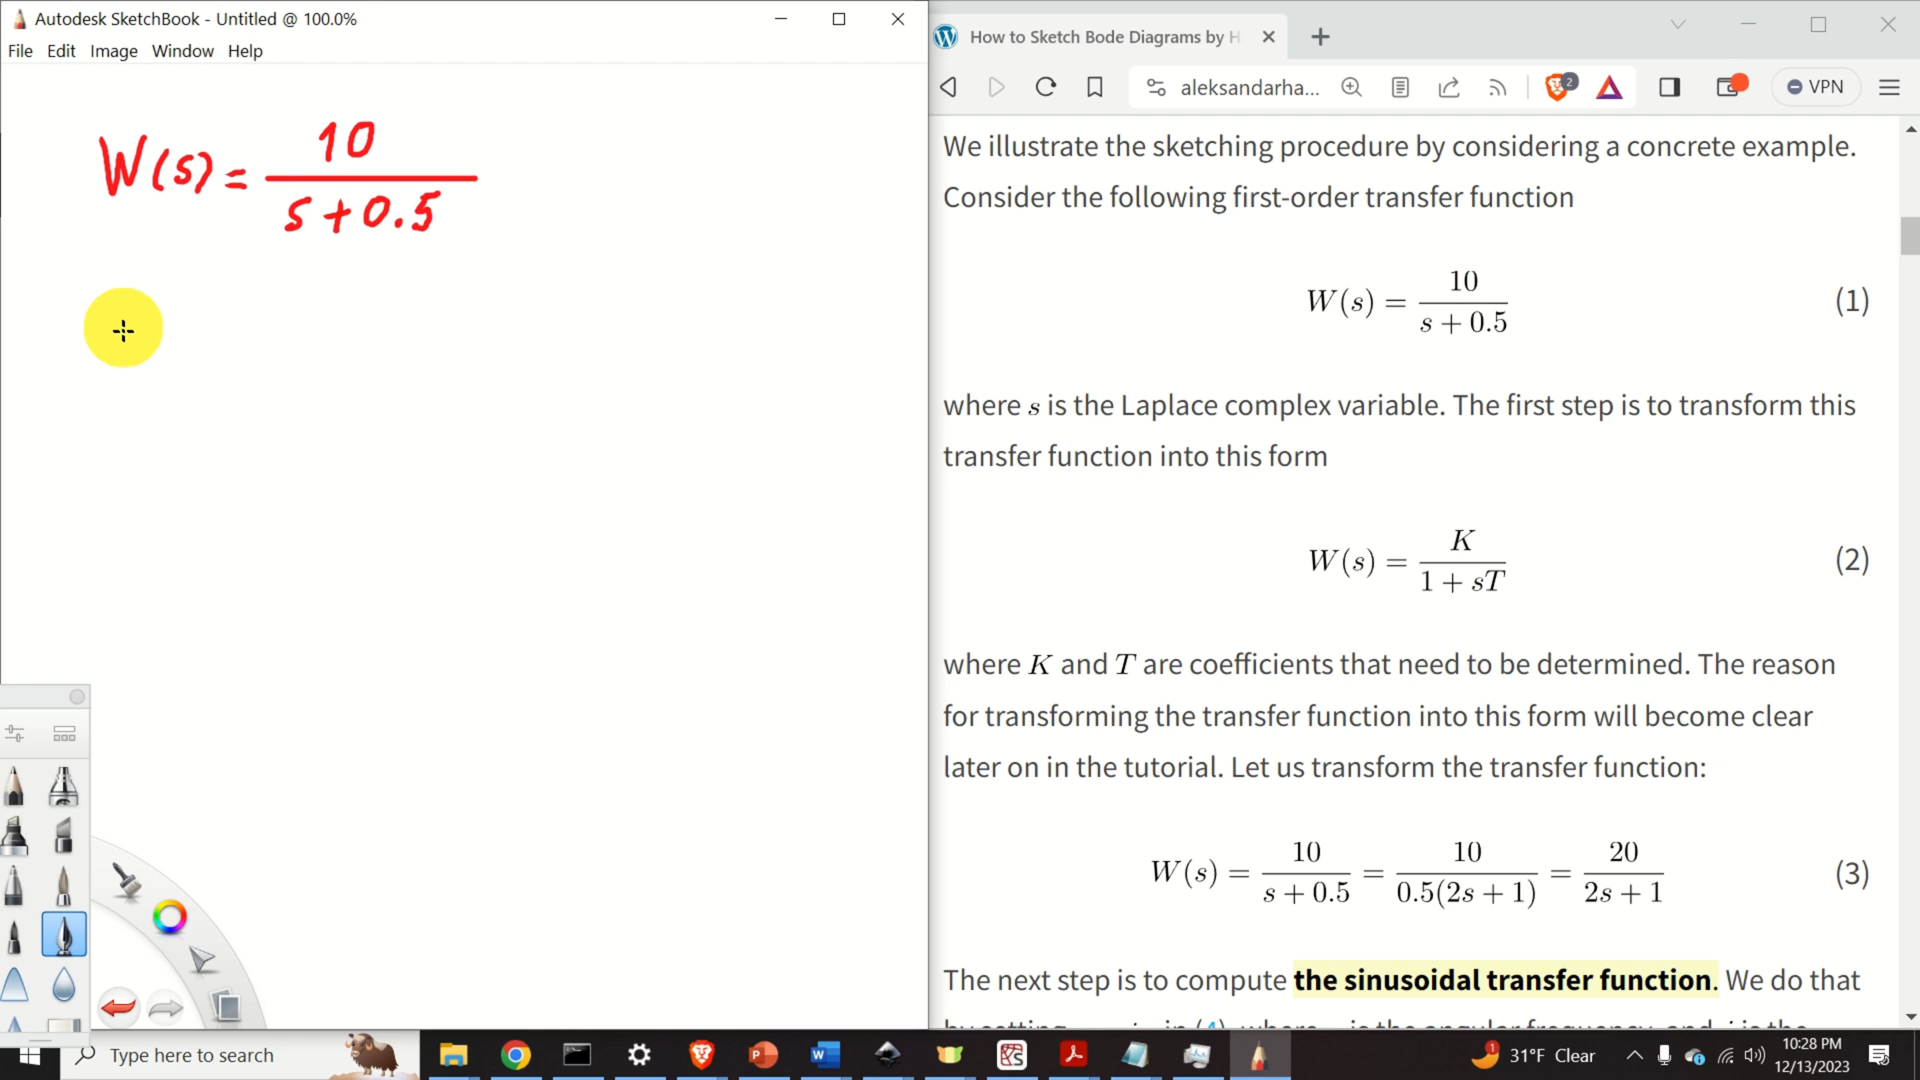 Autodesk SketchBook - Untitled @ 100.0%
File Edit Image Window Help
W(s) = 10 / s + 0.5
How to Sketch Bode Diagrams by H
aleksandarha...
2
VPN
We illustrate the sketching procedure by considering a concrete example.
Consider the following first-order transfer function
W(s) = 10 / s + 0.5 (1)
where s is the Laplace complex variable. The first step is to transform this
transfer function into this form
W(s) = K / 1 + sT (2)
where K and T are coefficients that need to be determined. The reason
for transforming the transfer function into this form will become clear
later on in the tutorial. Let us transform the transfer function:
W(s) = 10 / s + 0.5 = 10 / 0.5(2s + 1) = 20 / 2s + 1 (3)
The next step is to compute the sinusoidal transfer function. We do that
Type here to search
1
31°F Clear
10:28 PM
12/13/2023